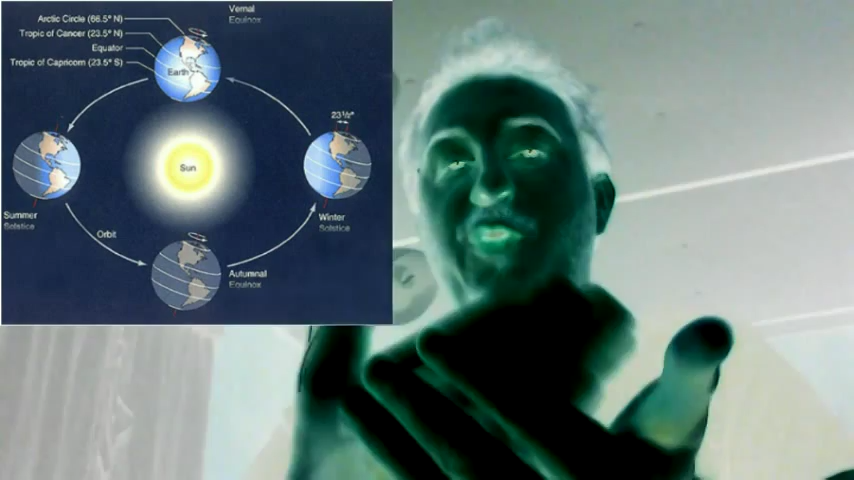 Vernal
Equinox
Arctic Circle (66.5° N)
Tropic of Cancer (23.5° N)
Equator
Tropic of Capricorn (23.5° S)
Earth
23½°
Sun
Summer
Solstice
Winter
Solstice
Orbit
Autumnal
Equinox